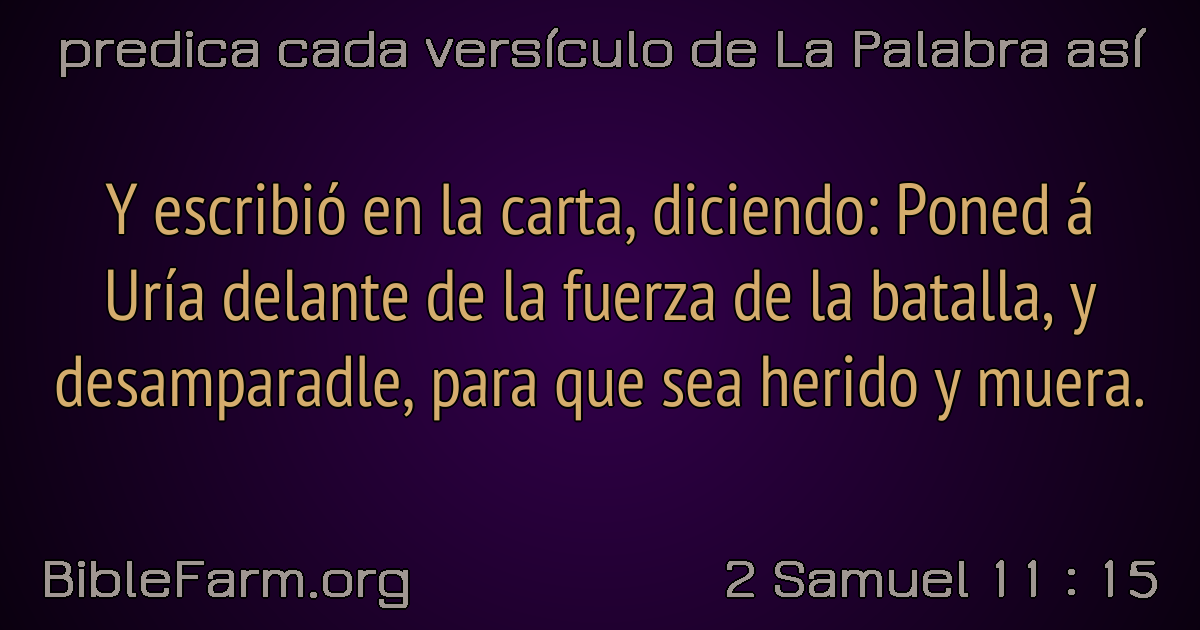 predica cada versículo de La Palabra así
Y escribió en la carta, diciendo: Poned á
Uría delante de la fuerza de la batalla, y
desamparadle, para que sea herido y muera.
BibleFarm.org
2 Samuel 11 : 15